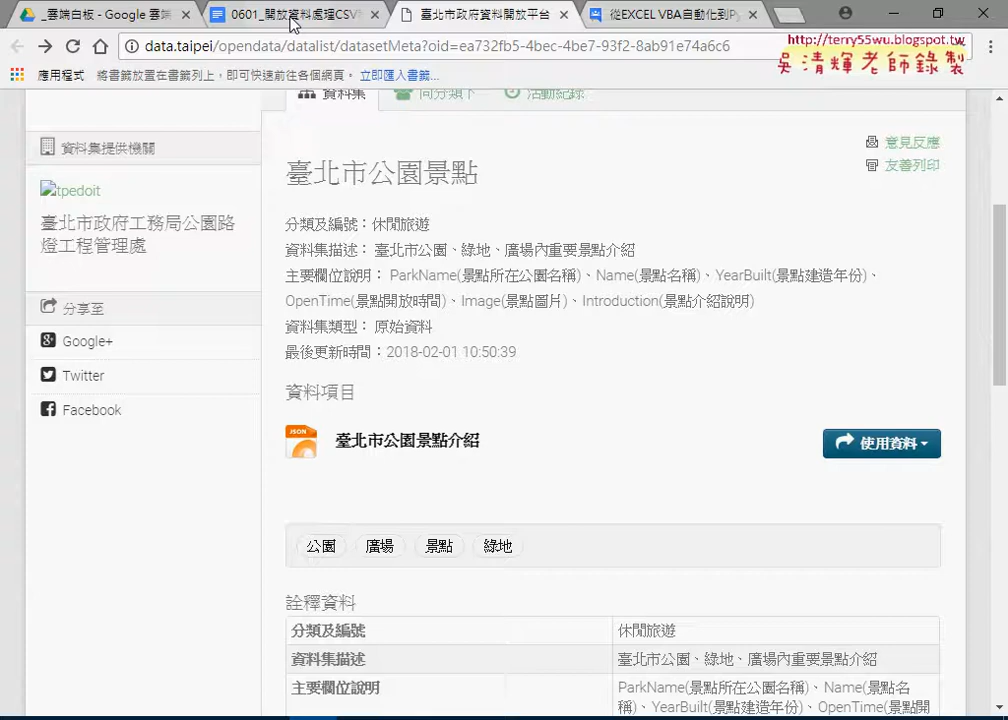 _雲端白板 - Google 雲端
0601_開放資料處理CSV
臺北市政府資料開放平台
從EXCEL VBA自動化到Py
data.taipei/opendata/datalist/datasetMeta?oid=ea732fb5-4bec-4be7-93f2-8ab91e74a6c6
http://terry55wu.blogspot.tw
吳清輝老師錄製
應用程式
將書籤放置在書籤列上，即可快速前往各個網頁。
立即匯入書籤...
資料集
同分類下
活動紀錄
資料集提供機關
tpedoit
臺北市政府工務局公園路
燈工程管理處
分享至
Google+
Twitter
Facebook
意見反應
友善列印
臺北市公園景點
分類及編號：休閒旅遊
資料集描述： 臺北市公園、綠地、廣場內重要景點介紹
主要欄位說明： ParkName(景點所在公園名稱)、Name(景點名稱)、YearBuilt(景點建造年份)、
OpenTime(景點開放時間)、Image(景點圖片)、Introduction(景點介紹說明)
資料集類型： 原始資料
最後更新時間：2018-02-01 10:50:39
資料項目
JSON
臺北市公園景點介紹
使用資料
公園
廣場
景點
綠地
詮釋資料
分類及編號
休閒旅遊
資料集描述
臺北市公園、綠地、廣場內重要景點介紹
主要欄位說明
ParkName(景點所在公園名稱)、Name(景點名
稱)、YearBuilt(景點建造年份)、OpenTime(景點開